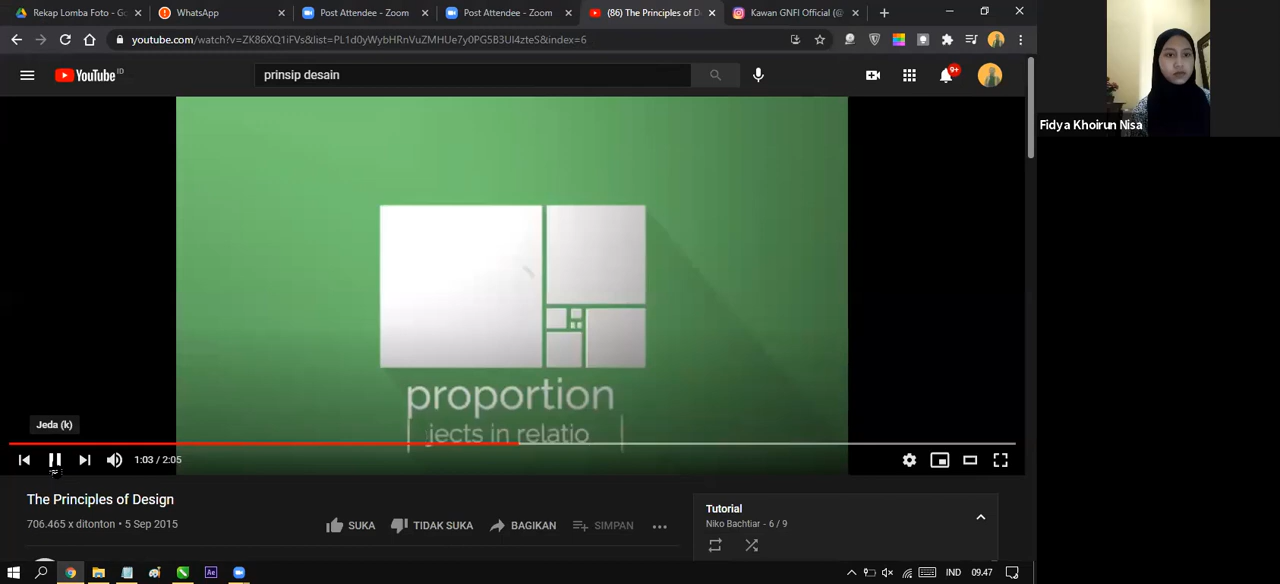 Rekap Lomba Foto - Go
WhatsApp
Post Attendee - Zoom
Post Attendee - Zoom
(86) The Principles of D
Kawan GNFI Official (@
youtube.com/watch?v=ZK86XQ1iFVs&list=PL1d0yWybHRnVuZMHUe7y0PG5B3UI4zteS&index=6
YouTube ID
prinsip desain
9+
Fidya Khoirun Nisa
proportion
jects in relatio
Jeda (k)
1:03 / 2:05
The Principles of Design
706.465 x ditonton • 5 Sep 2015
SUKA
TIDAK SUKA
BAGIKAN
SIMPAN
Tutorial
Niko Bachtiar - 6 / 9
Ae
IND
09.47